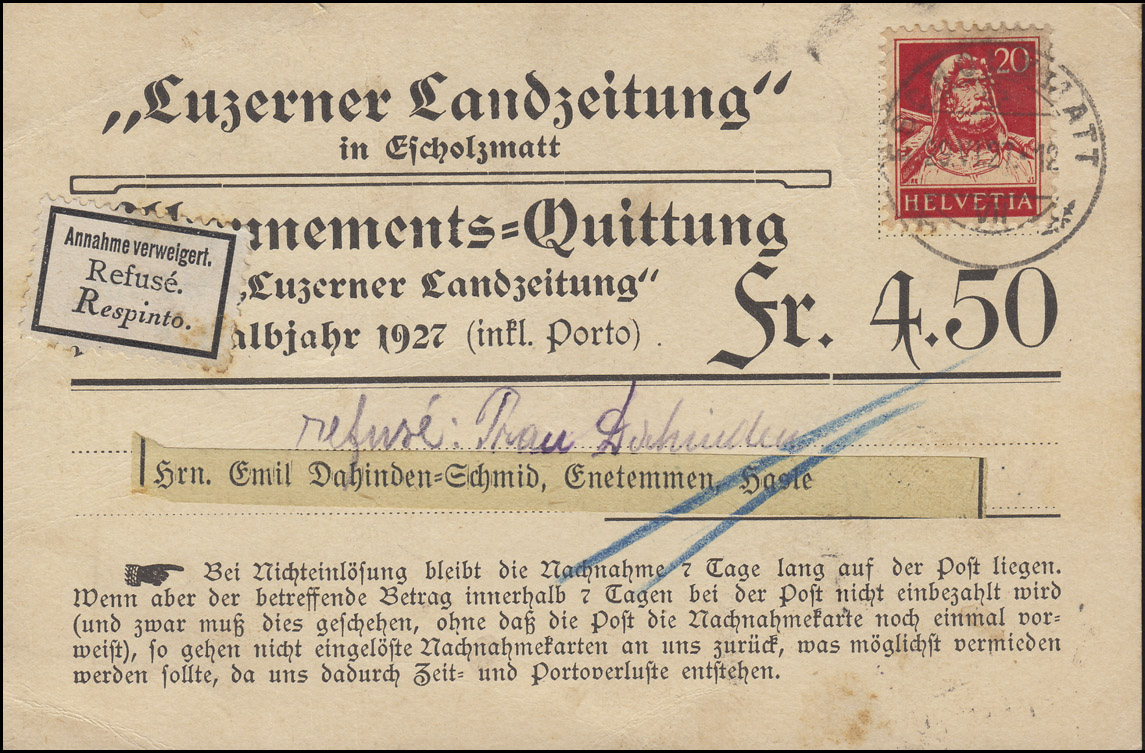 „Luzerner Landzeitung“
in Escholzmatt
20
HELVETIA
MATT
12
VII
nnements=Quittung
Annahme verweigert.
Refusé.
Respinto.
„Luzerner Landzeitung“
albjahr 1927 (inkl. Porto).
Fr. 4.50
refusé: Frau Dahinden
Hrn. Emil Dahinden=Schmid, Enetemmen, Hasle
Bei Nichteinlösung bleibt die Nachnahme 7 Tage lang auf der Post liegen.
Wenn aber der betreffende Betrag innerhalb 7 Tagen bei der Post nicht einbezahlt wird
(und zwar muß dies geschehen, ohne daß die Post die Nachnahmekarte noch einmal vor=
weist), so gehen nicht eingelöste Nachnahmekarten an uns zurück, was möglichst vermieden
werden sollte, da uns dadurch Zeit= und Portoverluste entstehen.